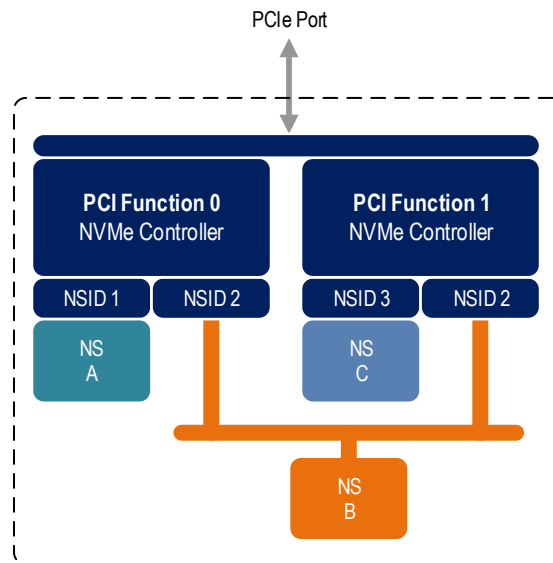 PCIe Port
PCI Function 0
NVMe Controller
PCI Function 1
NVMe Controller
NSID 1
NSID 2
NSID 3
NSID 2
NS
A
NS
C
NS
B